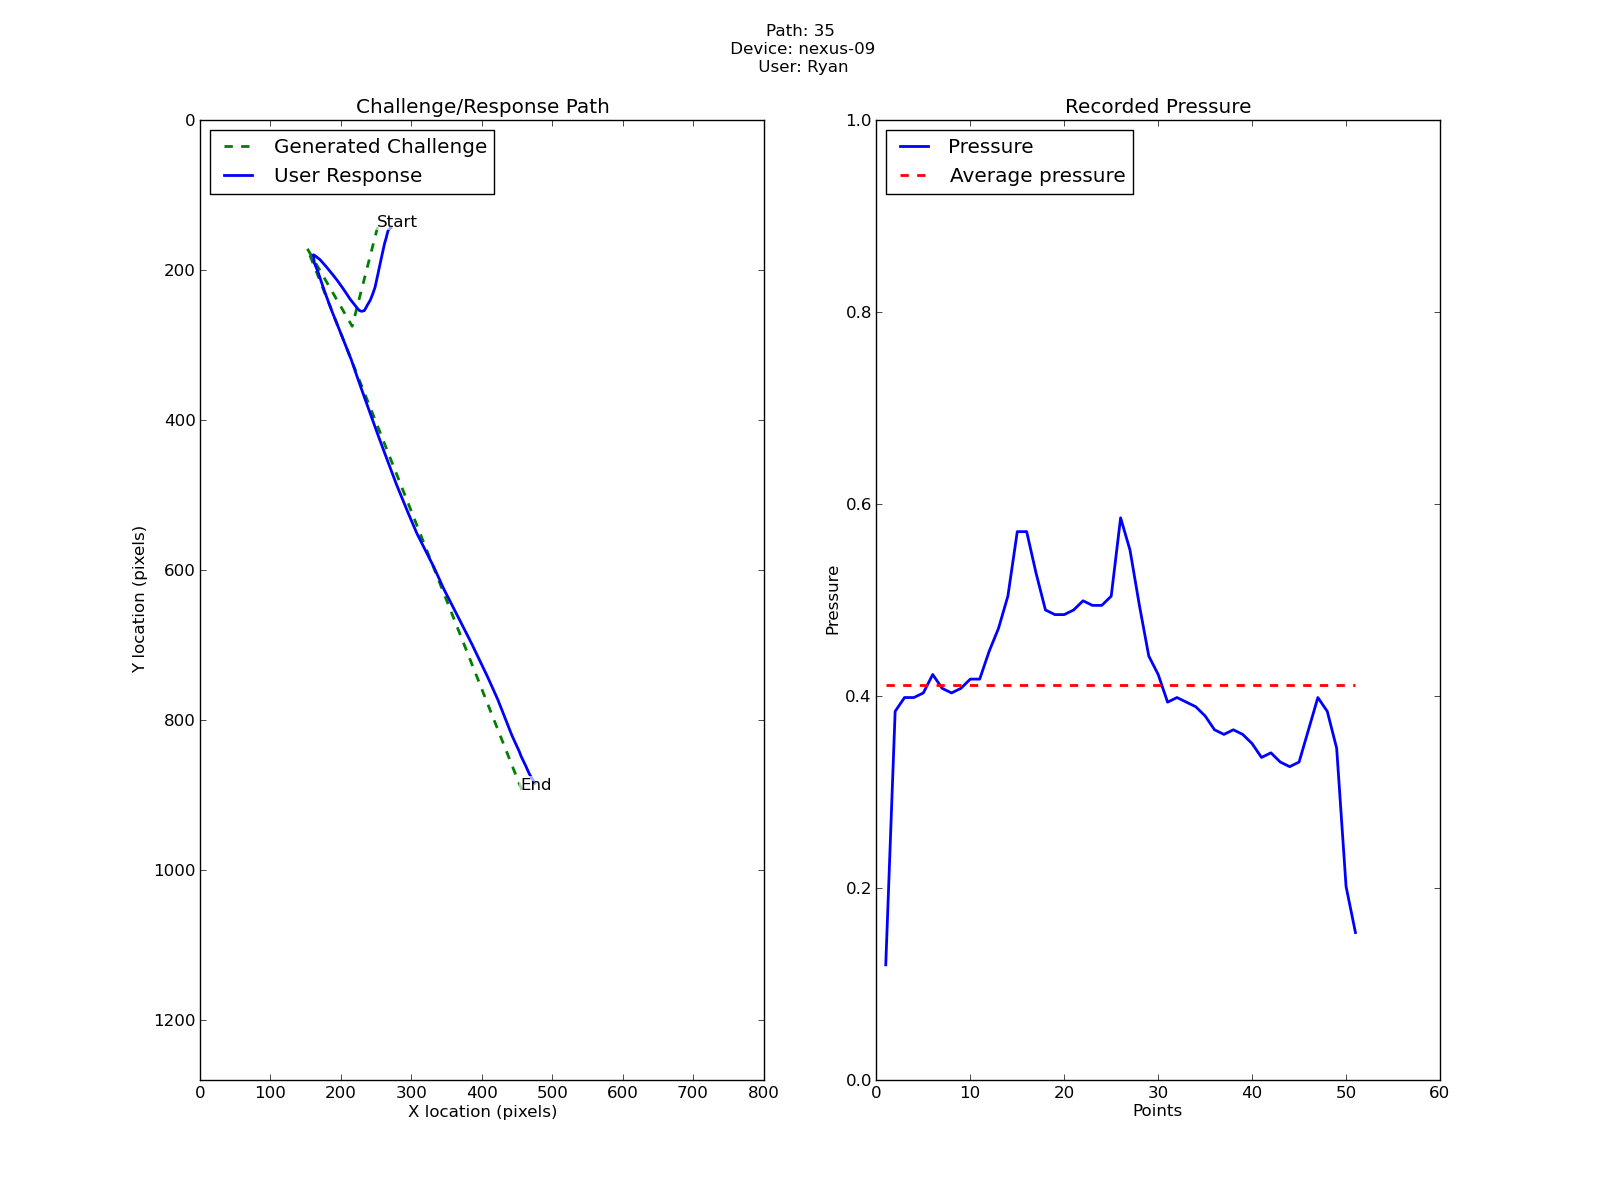 Path: 35
Device: nexus-09
User: Ryan
Challenge/Response Path
Generated Challenge
User Response
Start
End
0
200
400
600
800
1000
1200
Y location (pixels)
0 100 200 300 400 500 600 700 800
X location (pixels)
Recorded Pressure
Pressure
Average pressure
1.0
0.8
0.6
0.4
0.2
0.0
Pressure
0 10 20 30 40 50 60
Points